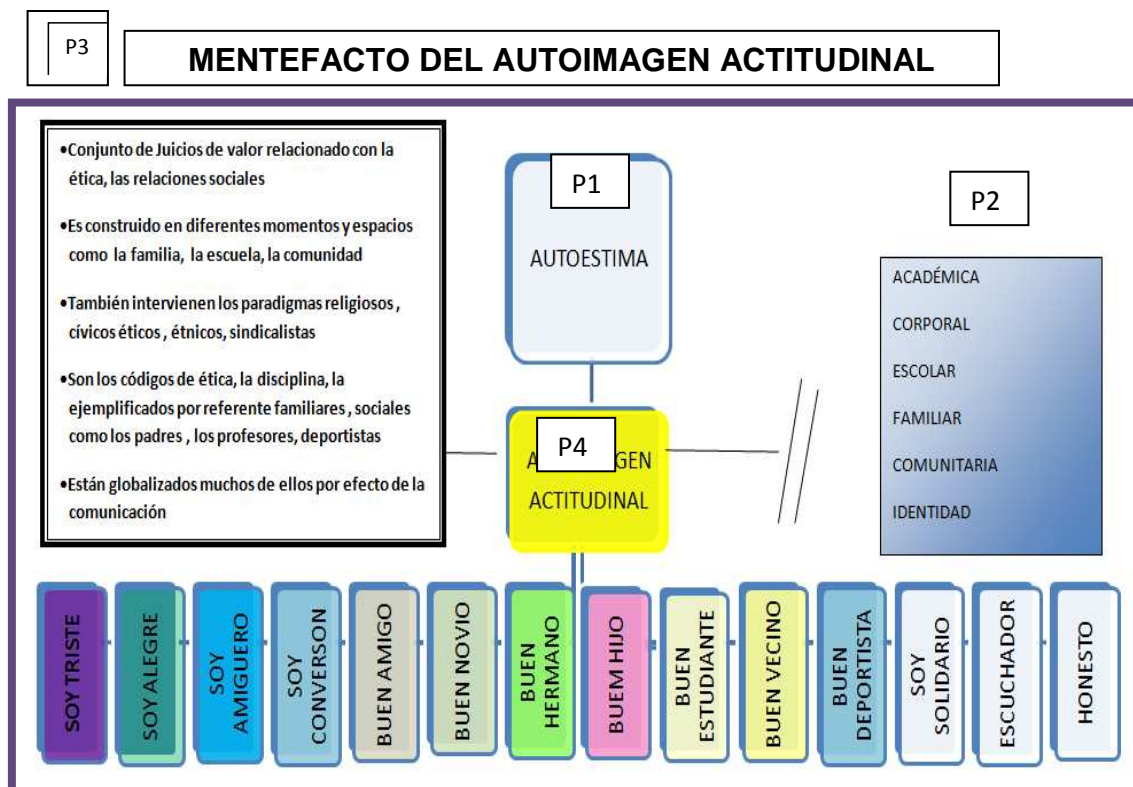 P3
MENTEFACTO DEL AUTOIMAGEN ACTITUDINAL
•Conjunto de Juicios de valor relacionado con la
ética, las relaciones sociales
•Es construido en diferentes momentos y espacios
como la familia, la escuela, la comunidad
•También intervienen los paradigmas religiosos ,
cívicos éticos , étnicos, sindicalistas
•Son los códigos de ética, la disciplina, la
ejemplificados por referente familiares , sociales
como los padres , los profesores, deportistas
•Están globalizados muchos de ellos por efecto de la
comunicación
P1
AUTOESTIMA
P4
ACTITUDINAL
P2
ACADÉMICA
CORPORAL
ESCOLAR
FAMILIAR
COMUNITARIA
IDENTIDAD
SOY TRISTE
SOY ALEGRE
SOY
AMIGUERO
SOY
CONVERSON
BUEN AMIGO
BUEN NOVIO
BUEN
HERMANO
BUEM HIJO
BUEN
ESTUDIANTE
BUEN VECINO
BUEN
DEPORTISTA
SOY
SOLIDARIO
ESCUCHADOR
HONESTO